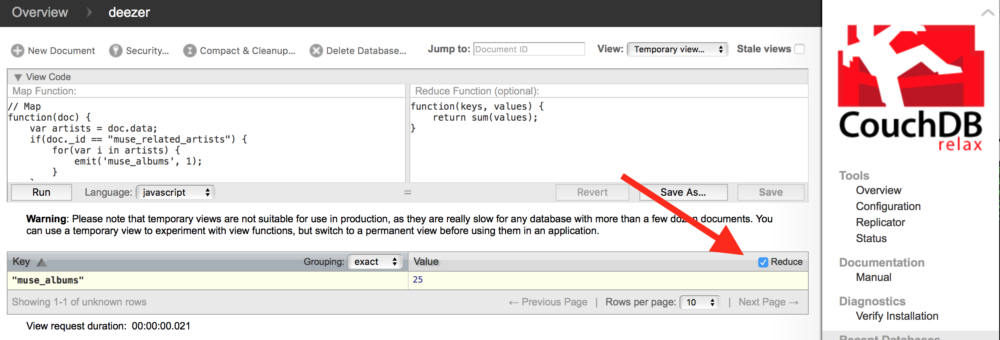 Overview deezer
New Document Security... Compact & Cleanup... Delete Database... Jump to: Document ID View: Temporary view... Stale views
View Code
Map Function: Reduce Function (optional):
// Map
function(doc) {
var artists = doc.data;
if(doc._id == "muse_related_artists") {
for(var i in artists) {
emit('muse_albums', 1);
}
function(keys, values) {
return sum(values);
}
Run Language: javascript = Revert Save As... Save
Warning: Please note that temporary views are not suitable for use in production, as they are really slow for any database with more than a few dozen documents. You
can use a temporary view to experiment with view functions, but switch to a permanent view before using them in an application.
Key Grouping: exact Value Reduce
"muse_albums" 25
Showing 1-1 of unknown rows ← Previous Page | Rows per page: 10 | Next Page →
View request duration: 00:00:00.021
CouchDB
relax
Tools
Overview
Configuration
Replicator
Status
Documentation
Manual
Diagnostics
Verify Installation
Recent Databases